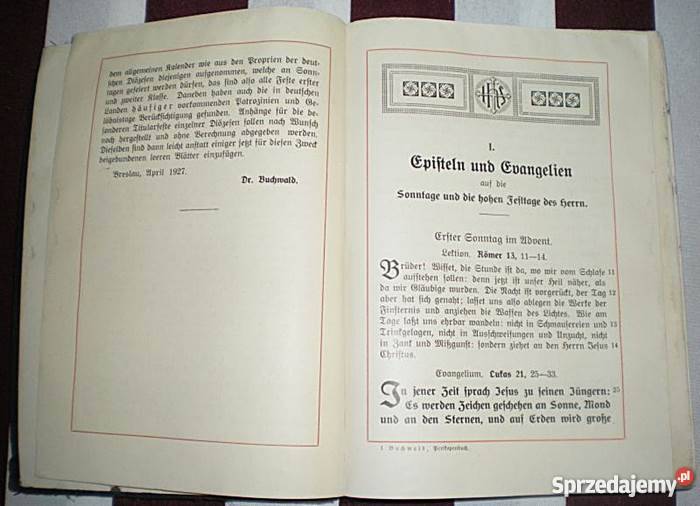 dem allgemeinen Kalender wie aus den Proprien der deut-
schen Diözesen diejenigen aufgenommen, welche an Sonn-
tagen gefeiert werden dürfen, das sind also alle Feste erster
und zweiter Klasse. Daneben haben auch die in deutschen
Landen häufiger vorkommenden Patrozinien und Ge-
löbnistage Berücksichtigung gefunden. Anhänge für die be-
sonderen Titularfeste einzelner Diözesen sollen nach Wunsch
noch hergestellt und ohne Berechnung abgegeben werden.
Dieselben sind dann leicht anstatt einiger jetzt für diesen Zweck
beigebundenen leeren Blätter einzufügen.
Breslau, April 1927.
Dr. Buchwald.
IHS
I.
Episteln und Evangelien
auf die
Sonntage und die hohen Festtage des Herrn.
Erster Sonntag im Advent.
Lektion. Römer 13, 11—14.
Brüder! Wisset, die Stunde ist da, wo wir vom Schlafe 11
aufstehen sollen: denn jetzt ist unser Heil näher, als
da wir Gläubige wurden. Die Nacht ist vorgerückt, der Tag 12
aber hat sich genaht; lasset uns also ablegen die Werke der
Finsternis und anziehen die Waffen des Lichtes. Wie am
Tage laßt uns ehrbar wandeln: nicht in Schmausereien und 13
Trinkgelagen, nicht in Ausschweifungen und Unzucht, nicht
in Zank und Mißgunst: sondern ziehet an den Herrn Jesus 14
Christus.
Evangelium. Lukas 21, 25—33.
In jener Zeit sprach Jesus zu seinen Jüngern: 25
Es werden Zeichen geschehen an Sonne, Mond
und an den Sternen, und auf Erden wird große
1 Buchwald, Perikopenbuch.
Sprzedajemy.pl